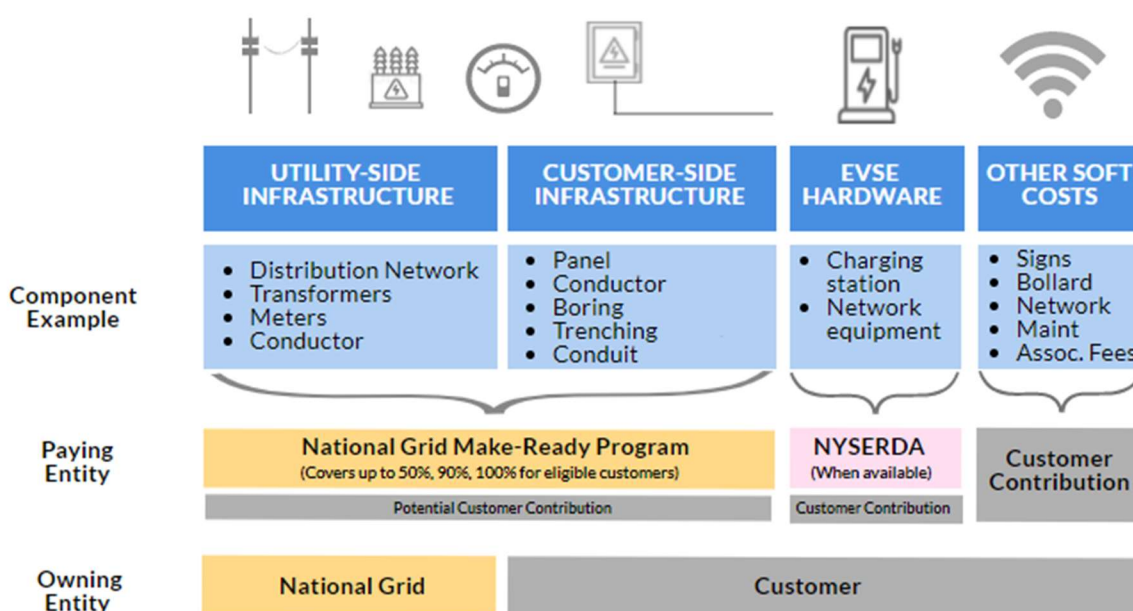 UTILITY-SIDE
INFRASTRUCTURE
CUSTOMER-SIDE
INFRASTRUCTURE
EVSE
HARDWARE
OTHER SOFT
COSTS
Component
Example
• Distribution Network
• Transformers
• Meters
• Conductor
• Panel
• Conductor
• Boring
• Trenching
• Conduit
• Charging
station
• Network
equipment
• Signs
• Bollard
• Network
• Maint
• Assoc. Fees
Paying
Entity
National Grid Make-Ready Program
(Covers up to 50%, 90%, 100% for eligible customers)
Potential Customer Contribution
NYSERDA
(When available)
Customer Contribution
Customer
Contribution
Owning
Entity
National Grid
Customer